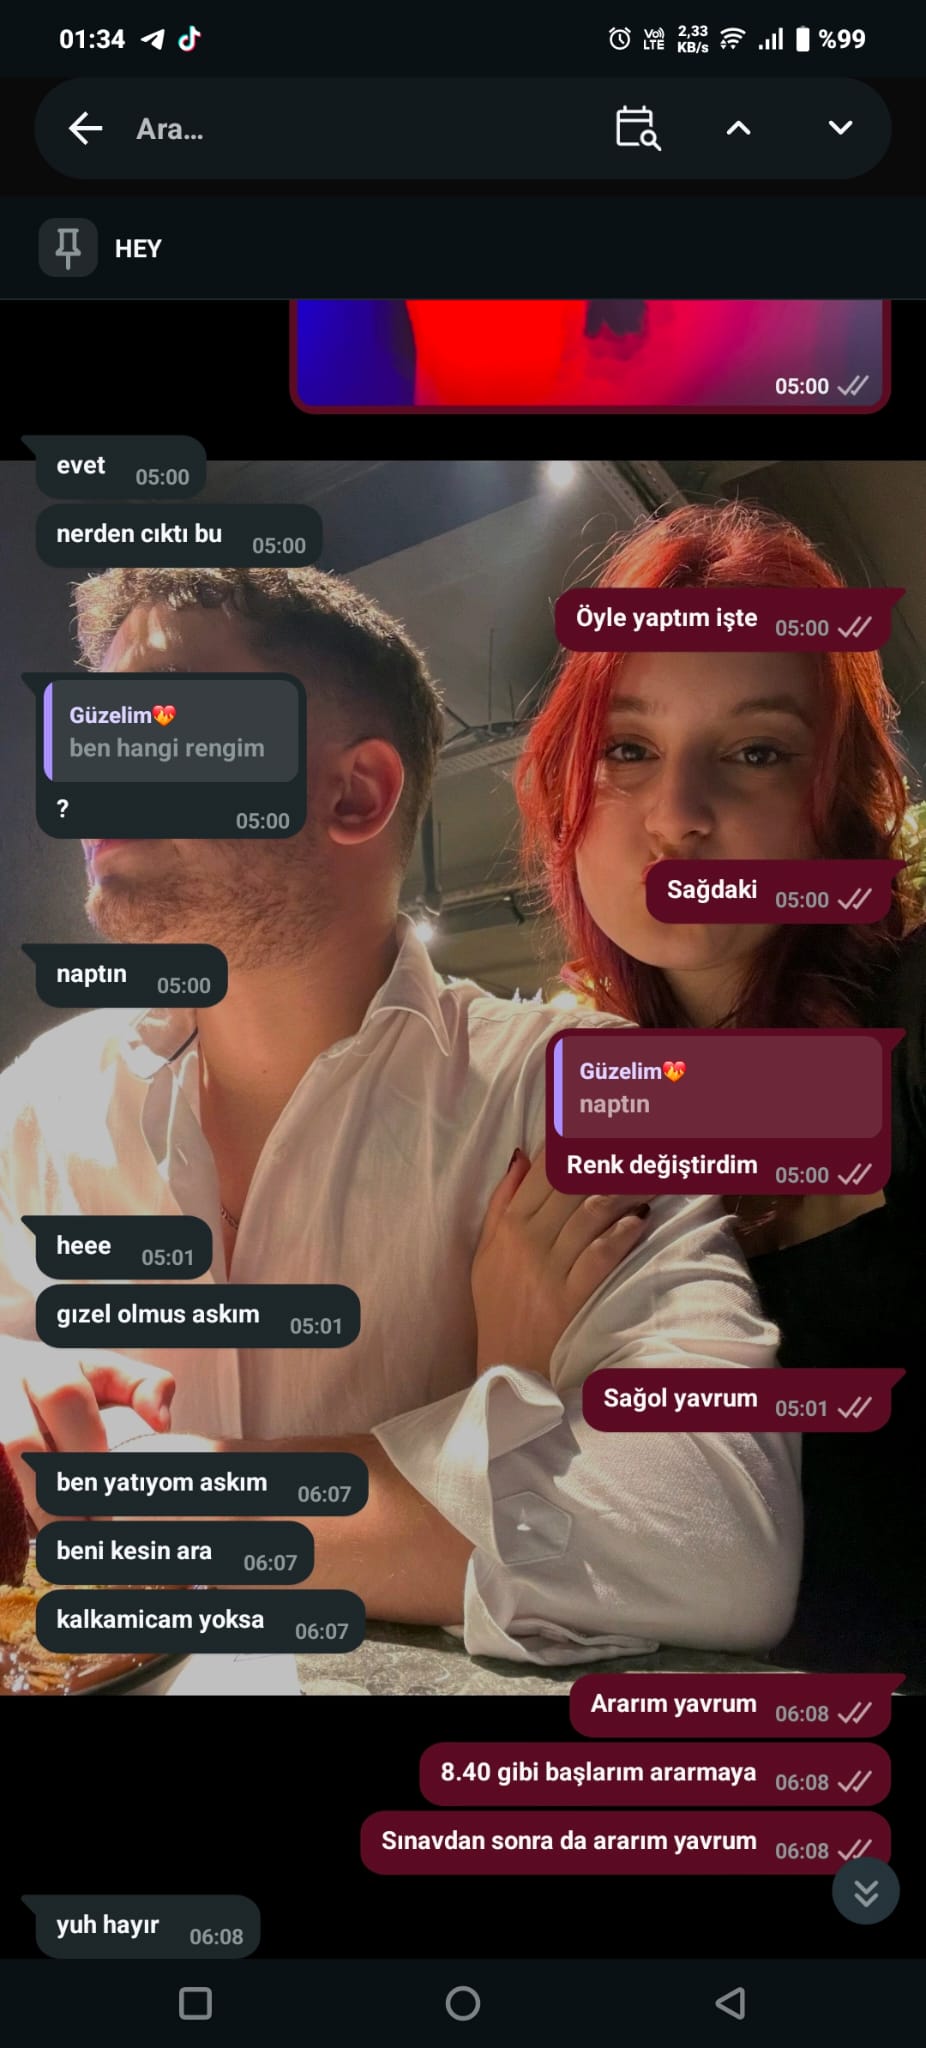 01:34
Vo))
LTE
2,33
KB/s
%99
Ara...
HEY
05:00
evet 05:00
nerden cıktı bu 05:00
Öyle yaptım işte 05:00
Güzelim
ben hangi rengim
? 05:00
Sağdaki 05:00
naptın 05:00
Güzelim
naptın
Renk değiştirdim 05:00
heee 05:01
gızel olmus askım 05:01
Sağol yavrum 05:01
ben yatıyom askım 06:07
beni kesin ara 06:07
kalkamicam yoksa 06:07
Ararım yavrum 06:08
8.40 gibi başlarım ararmaya 06:08
Sınavdan sonra da ararım yavrum 06:08
yuh hayır 06:08